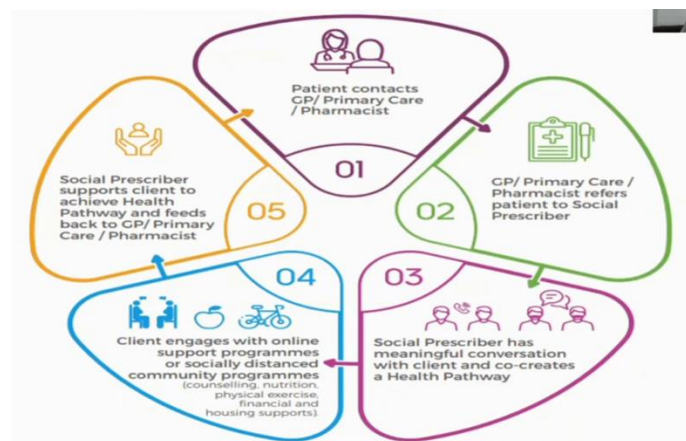 Patient contacts
GP/ Primary Care
/ Pharmacist
01
GP/ Primary Care /
Pharmacist refers
patient to Social
Prescriber
02
03
Social Prescriber has
meaningful conversation
with client and co-creates
a Health Pathway
04
Client engages with online
support programmes
or socially distanced
community programmes
(counselling, nutrition,
physical exercise,
financial and
housing supports).
Social Prescriber
supports client to
achieve Health
Pathway and feeds
back to GP/ Primary
Care / Pharmacist
05